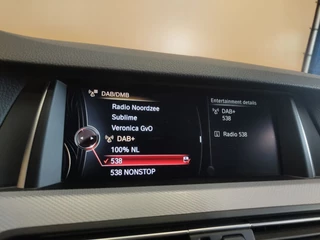 DAB/DMB
Radio Noordzee
Sublime
Veronica GvO
DAB+
100% NL
538
538 NONSTOP
Entertainment details
DAB+
538
Radio 538